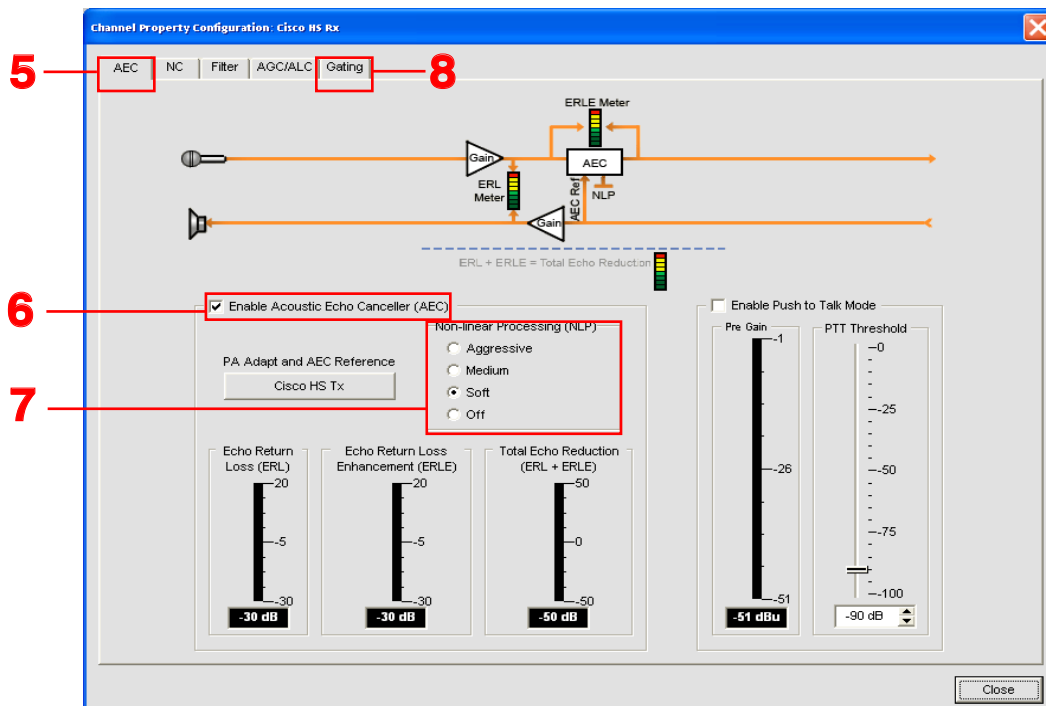 Channel Property Configuration: Cisco HS Rx
5
AEC NC Filter AGC/ALC Gating
8
ERLE Meter
Gain
AEC
ERL
Meter
AEC Ref
NLP
Gain
ERL + ERLE = Total Echo Reduction
6
Enable Acoustic Echo Canceller (AEC)
Enable Push to Talk Mode
Non-linear Processing (NLP)
Aggressive
Medium
Soft
Off
PA Adapt and AEC Reference
Cisco HS Tx
7
Pre Gain
-1
-26
-51
-51 dBu
PTT Threshold
-0
--25
--50
--75
--100
-90 dB
Echo Return
Loss (ERL)
20
-5
-30
-30 dB
Echo Return Loss
Enhancement (ERLE)
20
-5
-30
-30 dB
Total Echo Reduction
(ERL + ERLE)
50
0
-50
-50 dB
Close